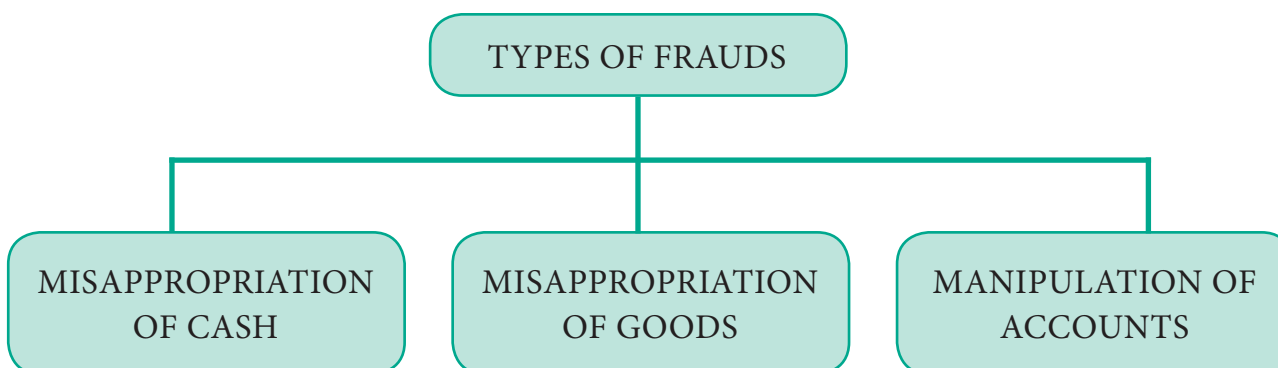 TYPES OF FRAUDS
MISAPPROPRIATION
OF CASH
MISAPPROPRIATION
OF GOODS
MANIPULATION OF
ACCOUNTS